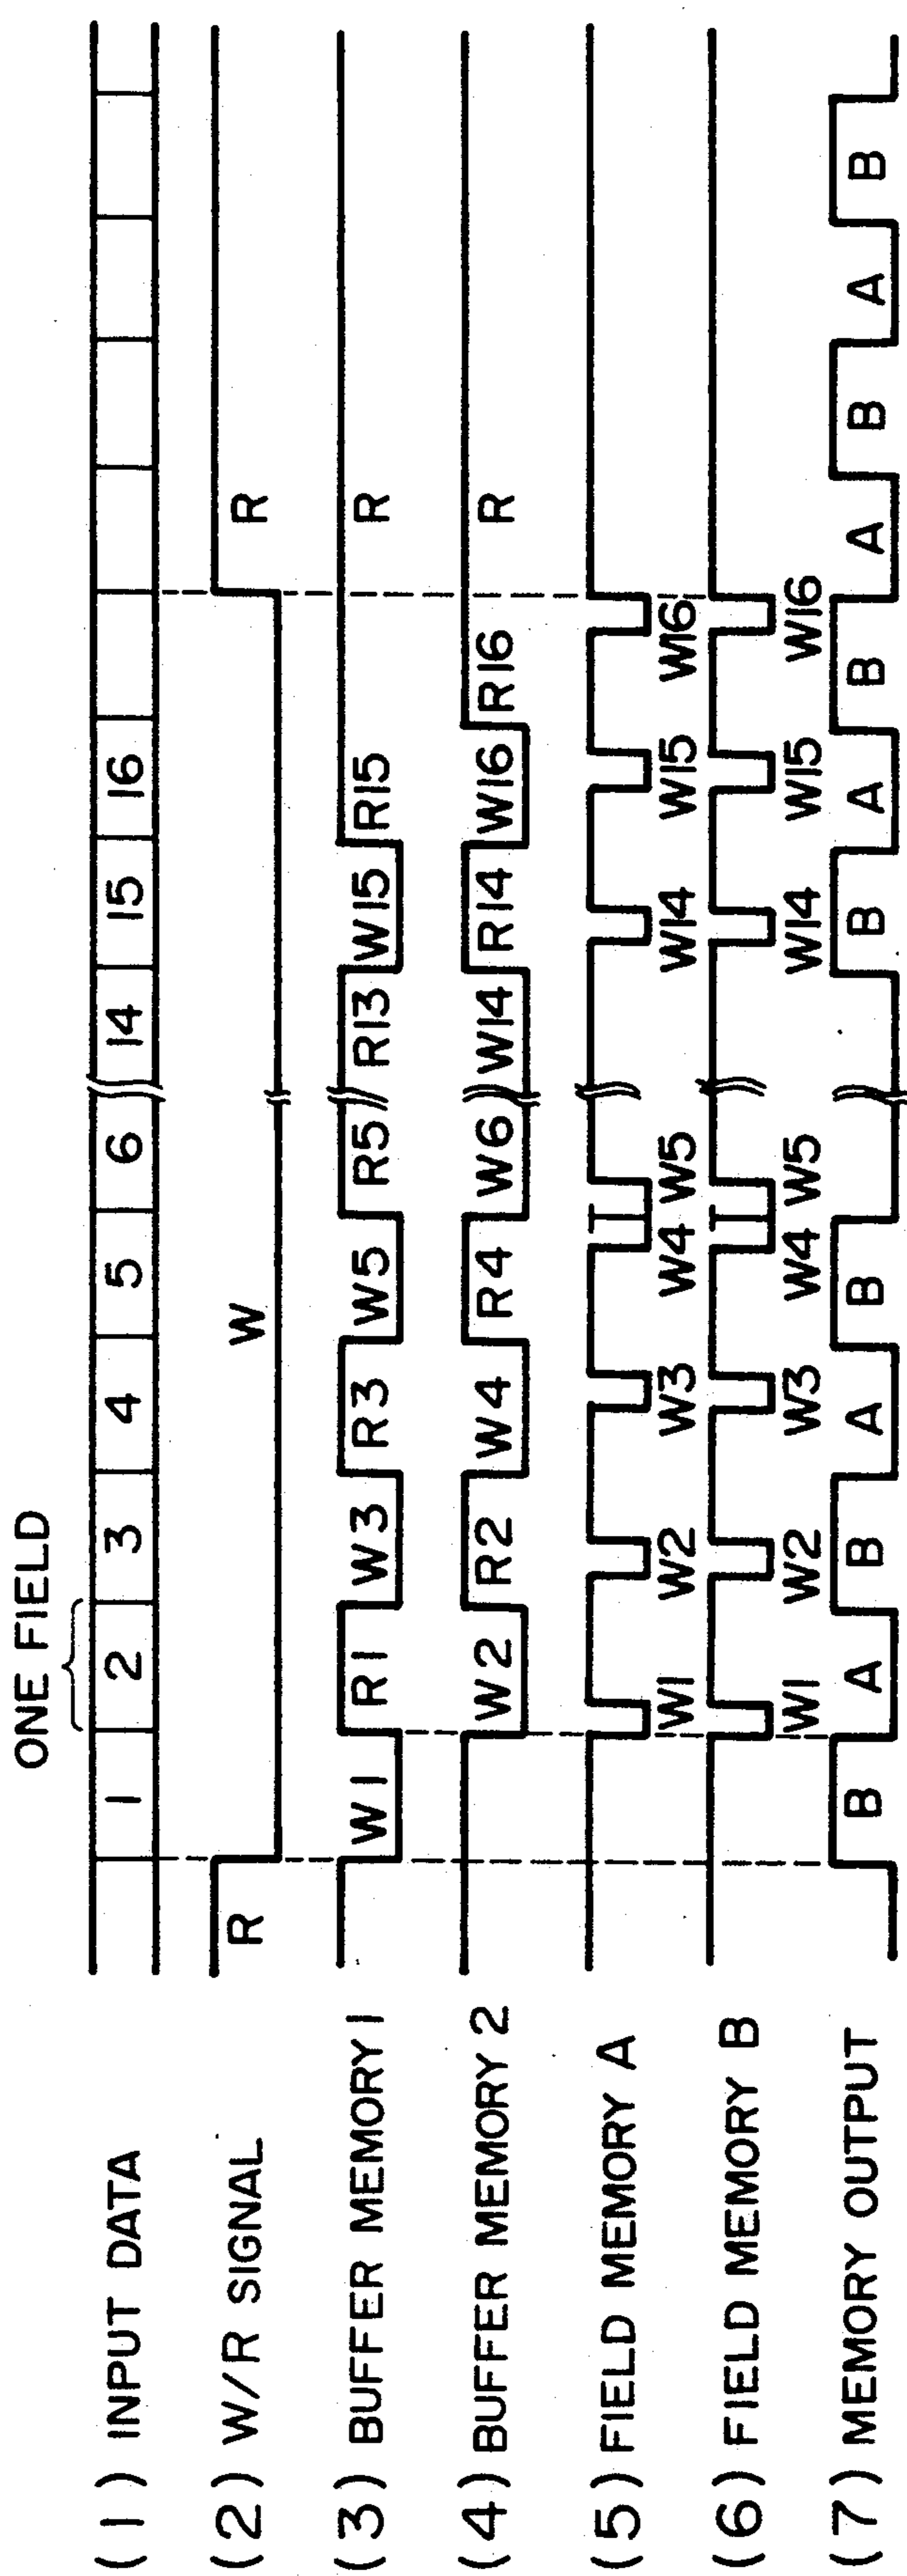 ONE FIELD
(1) INPUT DATA 1 2 3 4 5 6 14 15 16
(2) W/R SIGNAL R W R
(3) BUFFER MEMORY 1 W1 R1 W3 R3 W5 R5 R13 W15 R15 R
(4) BUFFER MEMORY 2 W2 R2 W4 R4 W6 W14 R14 W16 R16 R
(5) FIELD MEMORY A W1 W2 W3 W4 W5 W14 W15 W16
(6) FIELD MEMORY B W1 W2 W3 W4 W5 W14 W15 W16
(7) MEMORY OUTPUT B A B A B B A B A B A B